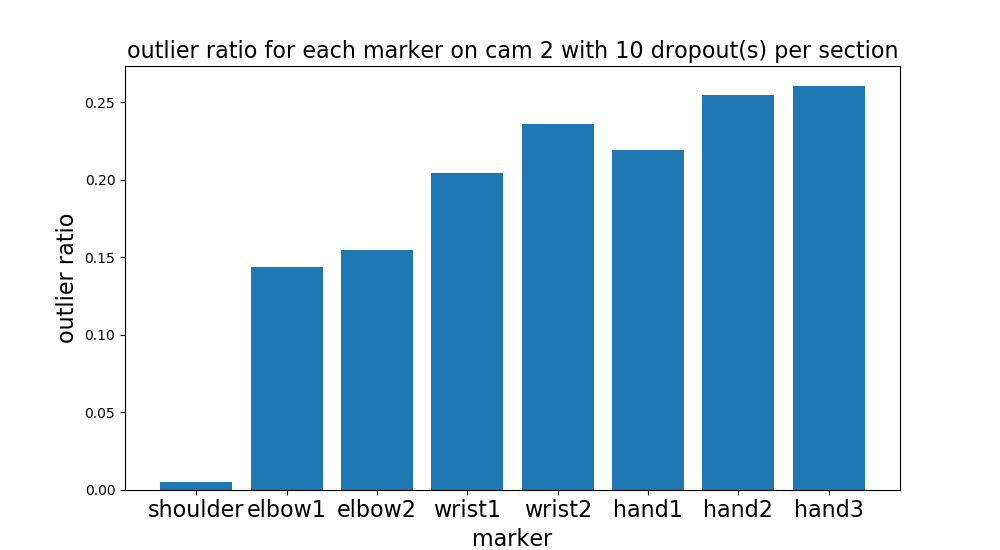 outlier ratio for each marker on cam 2 with 10 dropout(s) per section
outlier ratio
0.25
0.20
0.15
0.10
0.05
0.00
shoulder elbow1 elbow2 wrist1 wrist2 hand1 hand2 hand3
marker